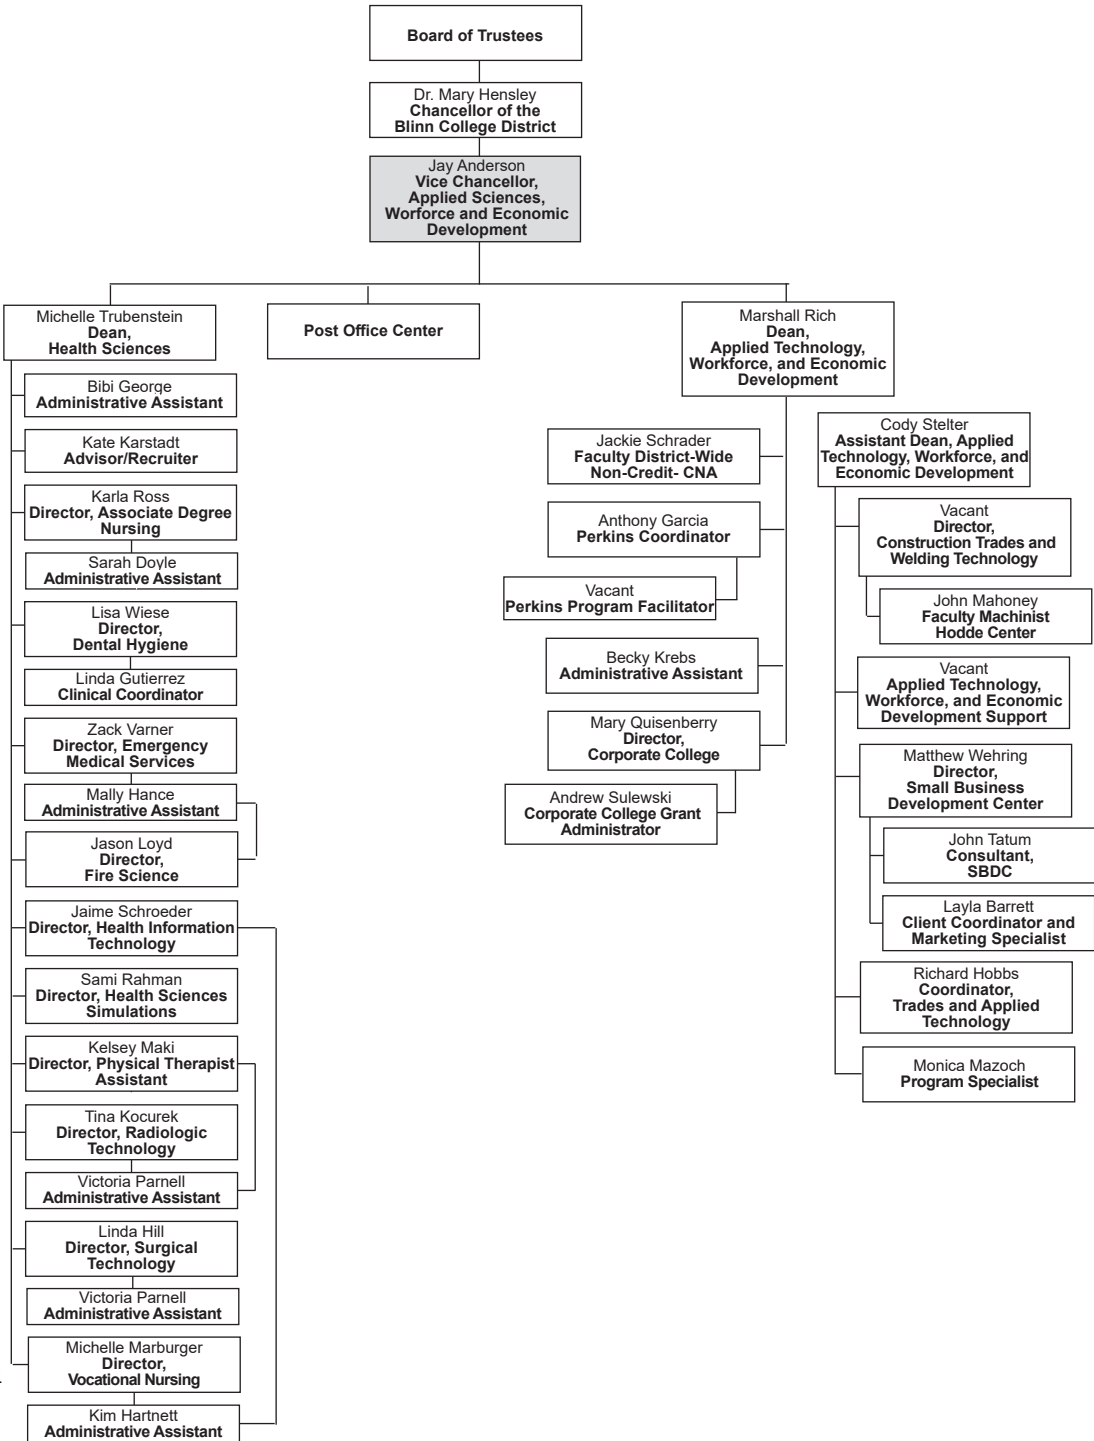 Board of Trustees
Dr. Mary Hensley
Chancellor of the
Blinn College District
Jay Anderson
Vice Chancellor,
Applied Sciences,
Worforce and Economic
Development
Michelle Trubenstein
Dean,
Health Sciences
Post Office Center
Marshall Rich
Dean,
Applied Technology,
Workforce, and Economic
Development
Bibi George
Administrative Assistant
Kate Karstadt
Advisor/Recruiter
Karla Ross
Director, Associate Degree
Nursing
Sarah Doyle
Administrative Assistant
Lisa Wiese
Director,
Dental Hygiene
Linda Gutierrez
Clinical Coordinator
Zack Varner
Director, Emergency
Medical Services
Mally Hance
Administrative Assistant
Jason Loyd
Director,
Fire Science
Jaime Schroeder
Director, Health Information
Technology
Sami Rahman
Director, Health Sciences
Simulations
Kelsey Maki
Director, Physical Therapist
Assistant
Tina Kocurek
Director, Radiologic
Technology
Victoria Parnell
Administrative Assistant
Linda Hill
Director, Surgical
Technology
Victoria Parnell
Administrative Assistant
Michelle Marburger
Director,
Vocational Nursing
Kim Hartnett
Administrative Assistant
Jackie Schrader
Faculty District-Wide
Non-Credit- CNA
Anthony Garcia
Perkins Coordinator
Vacant
Perkins Program Facilitator
Becky Krebs
Administrative Assistant
Mary Quisenberry
Director,
Corporate College
Andrew Sulewski
Corporate College Grant
Administrator
Cody Stelter
Assistant Dean, Applied
Technology, Workforce, and
Economic Development
Vacant
Director,
Construction Trades and
Welding Technology
John Mahoney
Faculty Machinist
Hodde Center
Vacant
Applied Technology,
Workforce, and Economic
Development Support
Matthew Wehring
Director,
Small Business
Development Center
John Tatum
Consultant,
SBDC
Layla Barrett
Client Coordinator and
Marketing Specialist
Richard Hobbs
Coordinator,
Trades and Applied
Technology
Monica Mazoch
Program Specialist